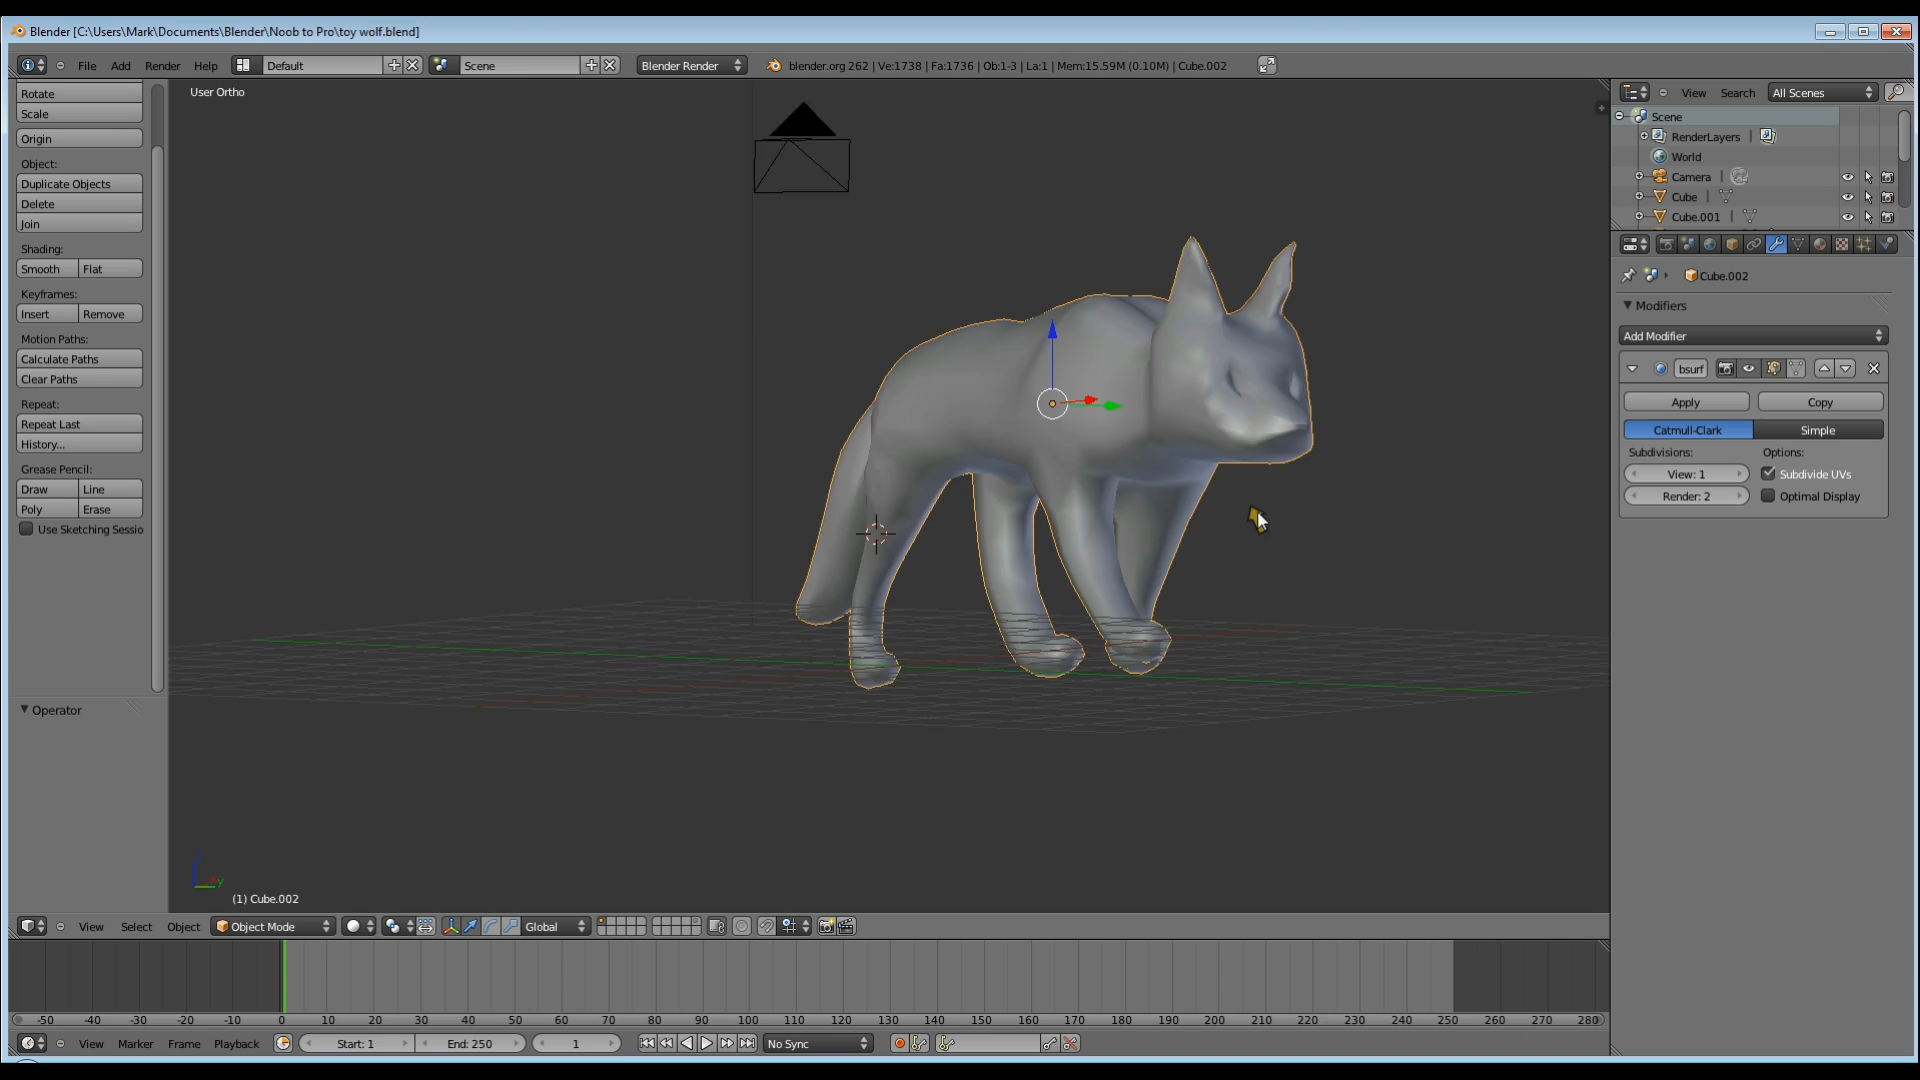 Blender [C:\Users\Mark\Documents\Blender\Noob to Pro\toy wolf.blend]
File Add Render Help Default Scene Blender Render blender.org 262 | Ve:1738 | Fa:1736 | Ob:1-3 | La:1 | Mem:15.59M (0.10M) | Cube.002
Rotate
Scale
Origin
Object:
Duplicate Objects
Delete
Join
Shading:
Smooth Flat
Keyframes:
Insert Remove
Motion Paths:
Calculate Paths
Clear Paths
Repeat:
Repeat Last
History...
Grease Pencil:
Draw Line
Poly Erase
Use Sketching Sessio
Operator
User Ortho
y
(1) Cube.002
View Search All Scenes
Scene
RenderLayers |
World
Camera |
Cube |
Cube.001 |
Cube.002
Modifiers
Add Modifier
bsurf
Apply Copy
Catmull-Clark Simple
Subdivisions: Options:
View: 1 Subdivide UVs
Render: 2 Optimal Display
View Select Object Object Mode Global
-50 -40 -30 -20 -10 0 10 20 30 40 50 60 70 80 90 100 110 120 130 140 150 160 170 180 190 200 210 220 230 240 250 260 270 280
View Marker Frame Playback Start: 1 End: 250 1 No Sync